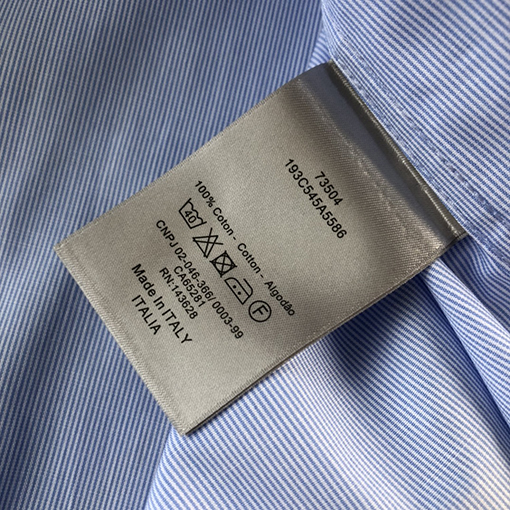 73504
193C545A5586
100% Coton - Cotton - Algodão
40
F
CNPJ 02-046-366/ 0003-99
CA65281
RN:143628
Made In ITALY
ITALIA